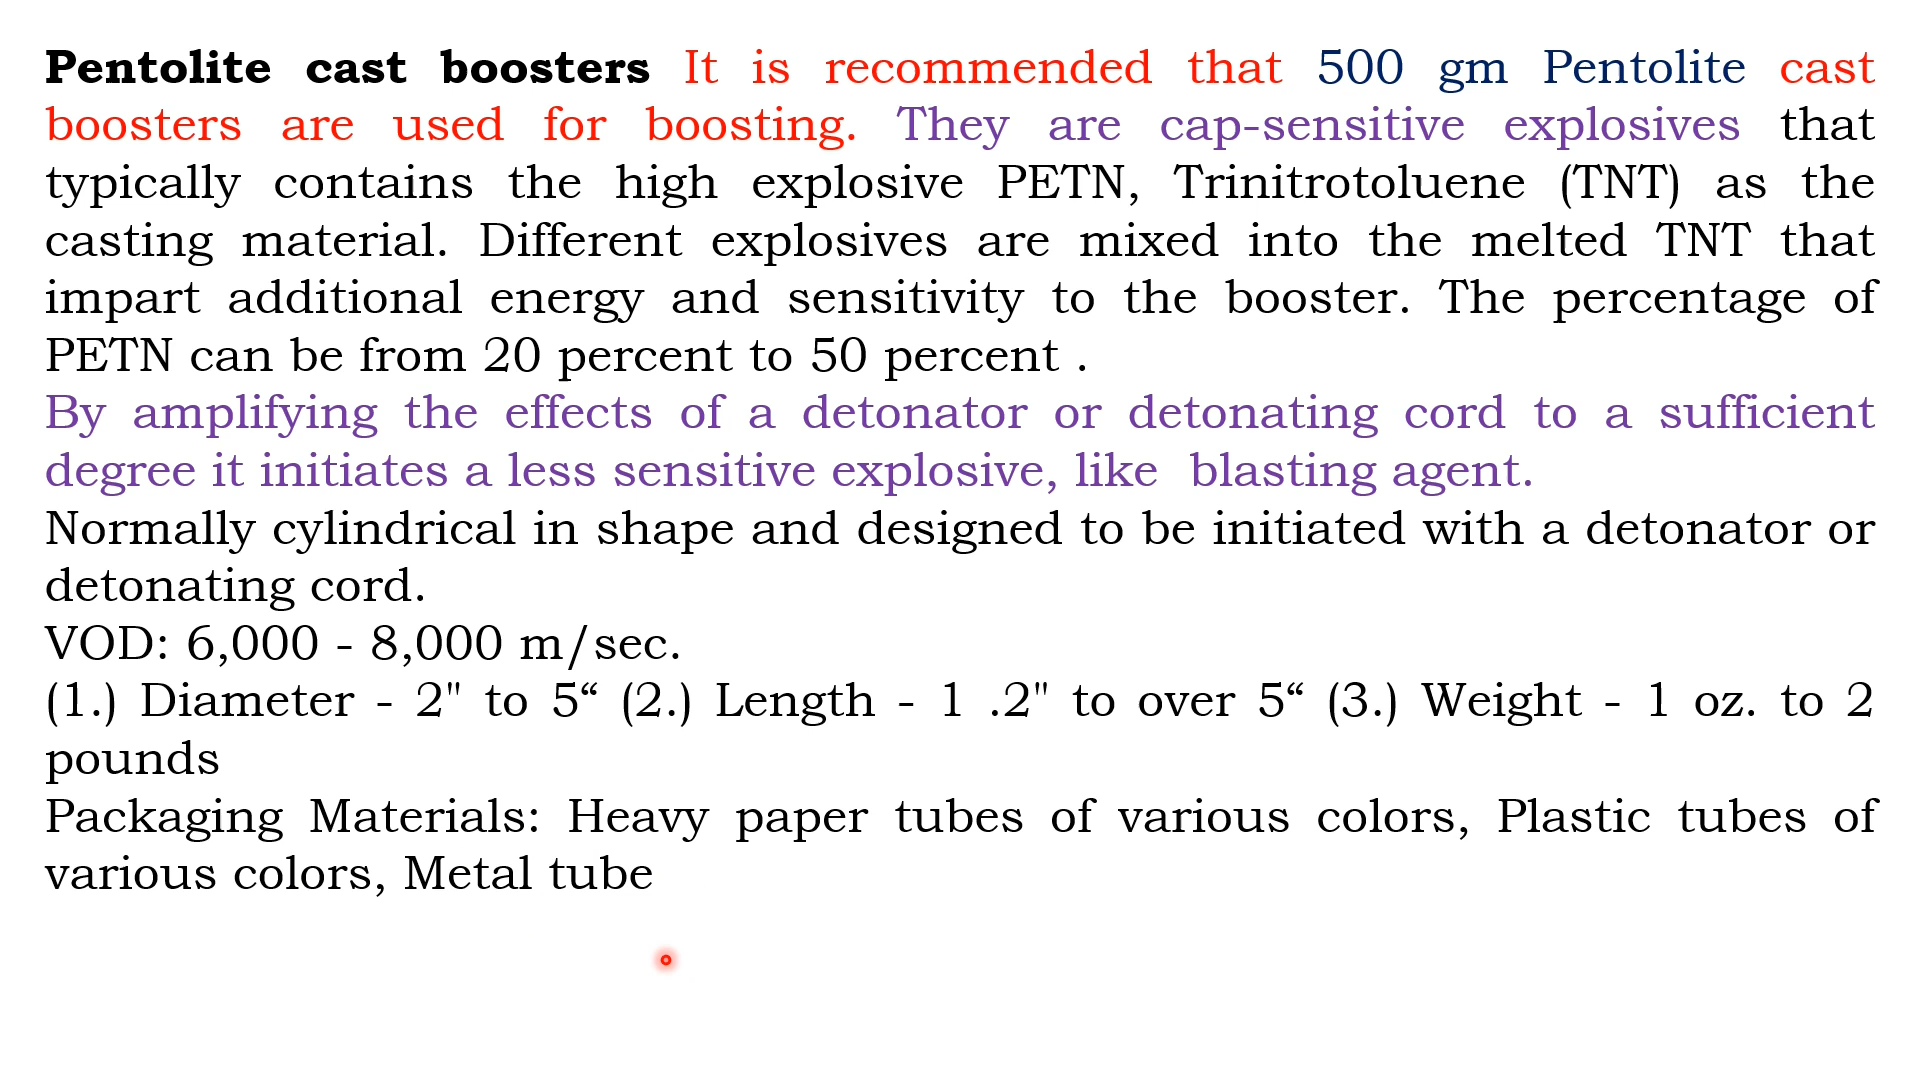 Pentolite cast boosters It is recommended that 500 gm Pentolite cast
boosters are used for boosting. They are cap-sensitive explosives that
typically contains the high explosive PETN, Trinitrotoluene (TNT) as the
casting material. Different explosives are mixed into the melted TNT that
impart additional energy and sensitivity to the booster. The percentage of
PETN can be from 20 percent to 50 percent .
By amplifying the effects of a detonator or detonating cord to a sufficient
degree it initiates a less sensitive explosive, like  blasting agent.
Normally cylindrical in shape and designed to be initiated with a detonator or
detonating cord.
VOD: 6,000 - 8,000 m/sec.
(1.) Diameter - 2" to 5“ (2.) Length - 1 .2" to over 5“ (3.) Weight - 1 oz. to 2
pounds
Packaging Materials: Heavy paper tubes of various colors, Plastic tubes of
various colors, Metal tube